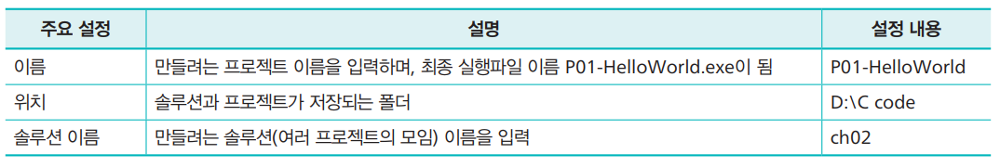 주요 설정 설명 설정 내용
이름 만들려는 프로젝트 이름을 입력하며, 최종 실행파일 이름 P01-HelloWorld.exe이 됨 P01-HelloWorld
위치 솔루션과 프로젝트가 저장되는 폴더 D:\C code
솔루션 이름 만들려는 솔루션(여러 프로젝트의 모임) 이름을 입력 ch02